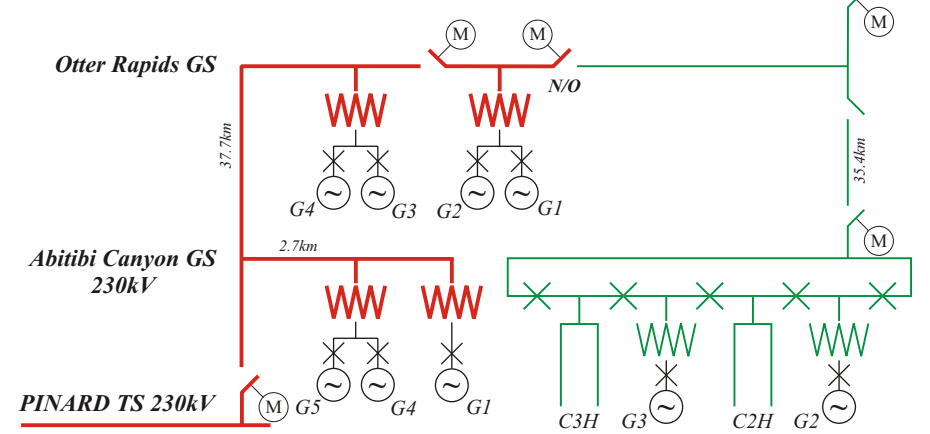 M
M
M
Otter Rapids GS
N/O
37.7km
35.4km
G4
G3
G2
G1
M
Abitibi Canyon GS
230kV
2.7km
PINARD TS 230kV
M
G5
G4
G1
C3H
G3
C2H
G2